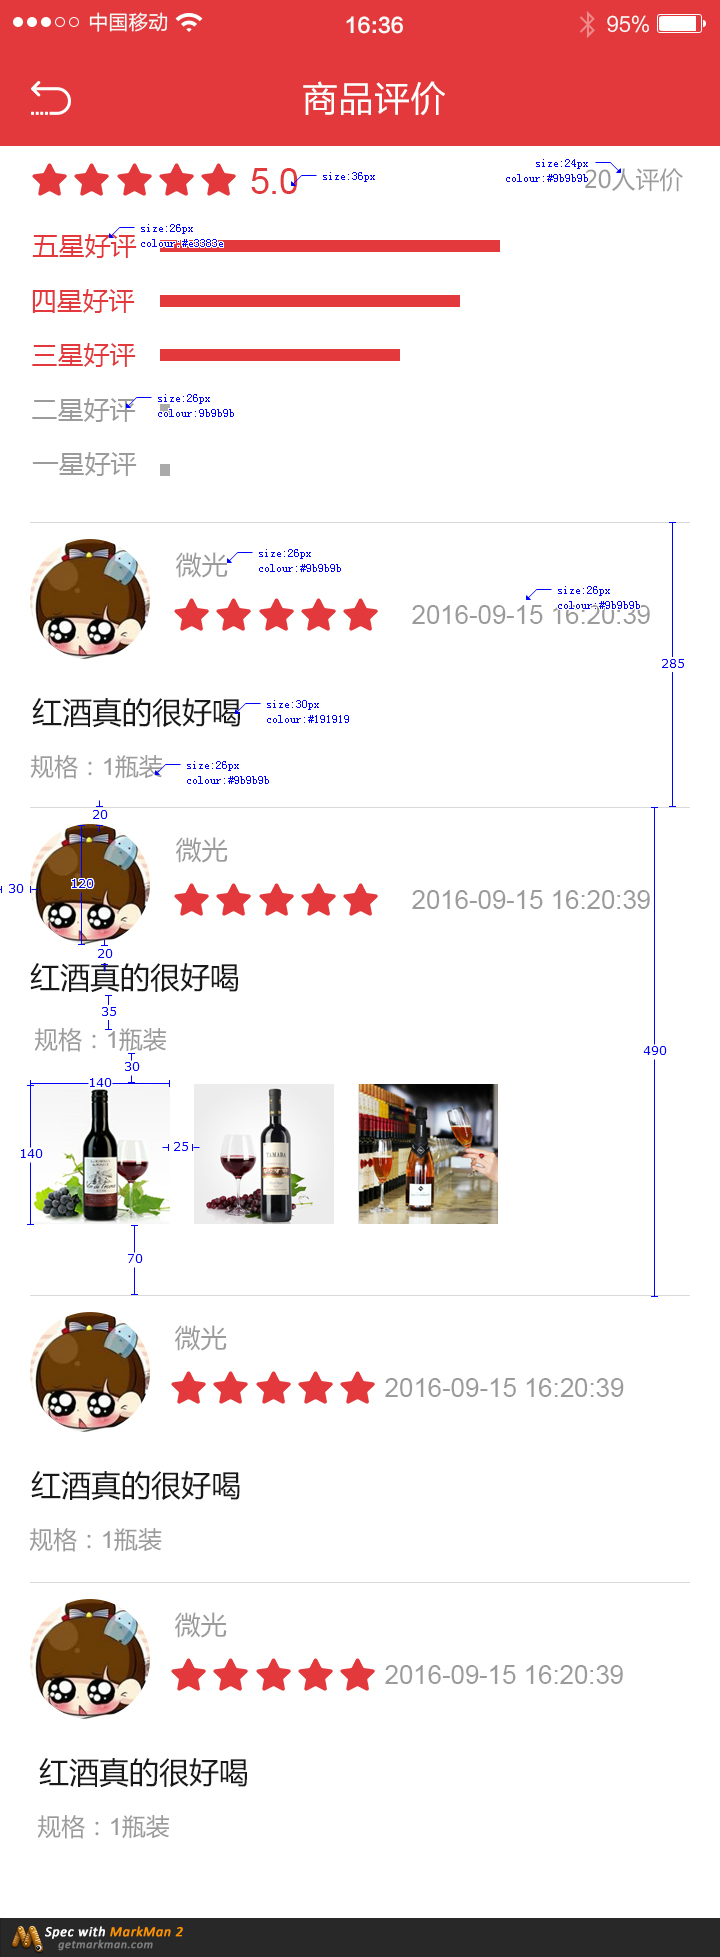 中国移动 16:36 95%
商品评价
5.0 size:36px size:24px colour:#9b9b9b 20人评价
五星好评 size:26px colour:#e3383e
四星好评
三星好评
二星好评 size:26px colour:9b9b9b
一星好评
微光 size:26px colour:#9b9b9b
2016-09-15 16:20:39 size:26px colour:#9b9b9b
285
红酒真的很好喝 size:30px colour:#191919
规格：1瓶装 size:26px colour:#9b9b9b
20
微光
30 120 2016-09-15 16:20:39
20
红酒真的很好喝
35
规格：1瓶装
490
30
140
140 25
TAMADA
70
微光
2016-09-15 16:20:39
红酒真的很好喝
规格：1瓶装
微光
2016-09-15 16:20:39
红酒真的很好喝
规格：1瓶装
Spec with MarkMan 2
getmarkman.com